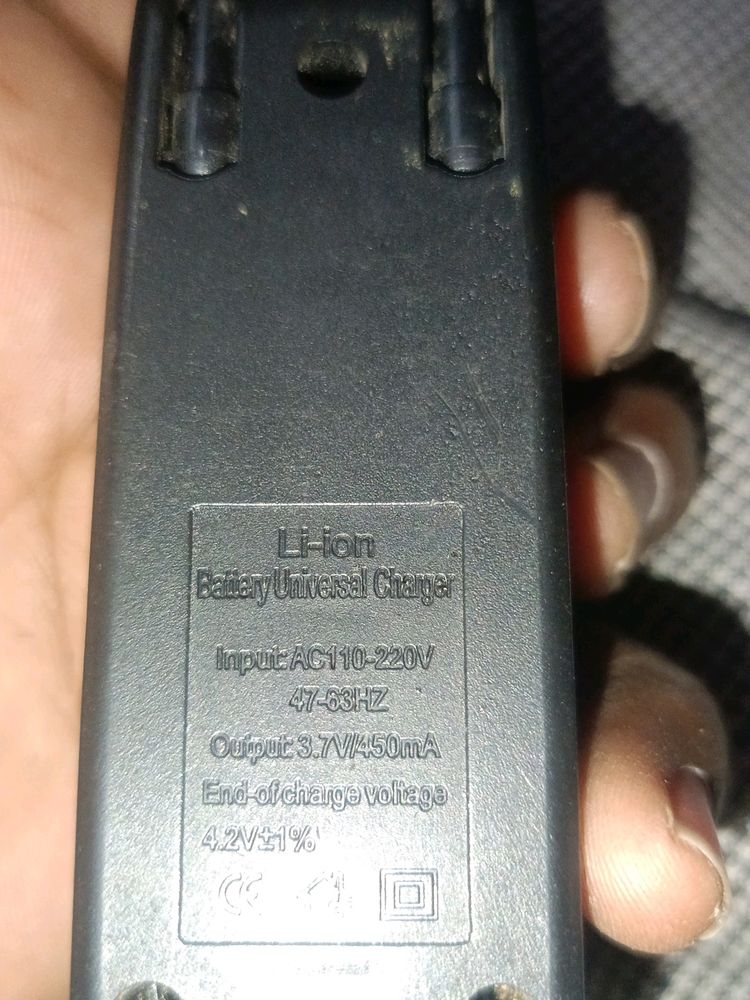 Li-ion
Battery Universal Charger
Input: AC110-220V
47-63HZ
Output: 3.7V/450mA
End-of charge voltage
4.2V±1%
CE